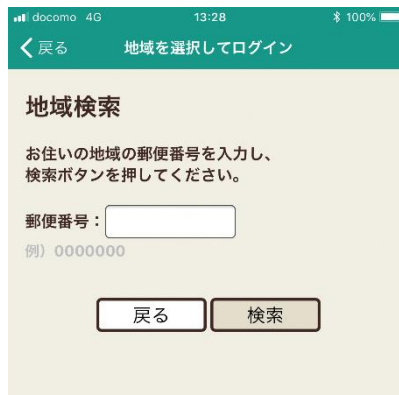 docomo 4G 13:28 100%
戻る 地域を選択してログイン
地域検索
お住いの地域の郵便番号を入力し、
検索ボタンを押してください。
郵便番号：
例）0000000
戻る 検索